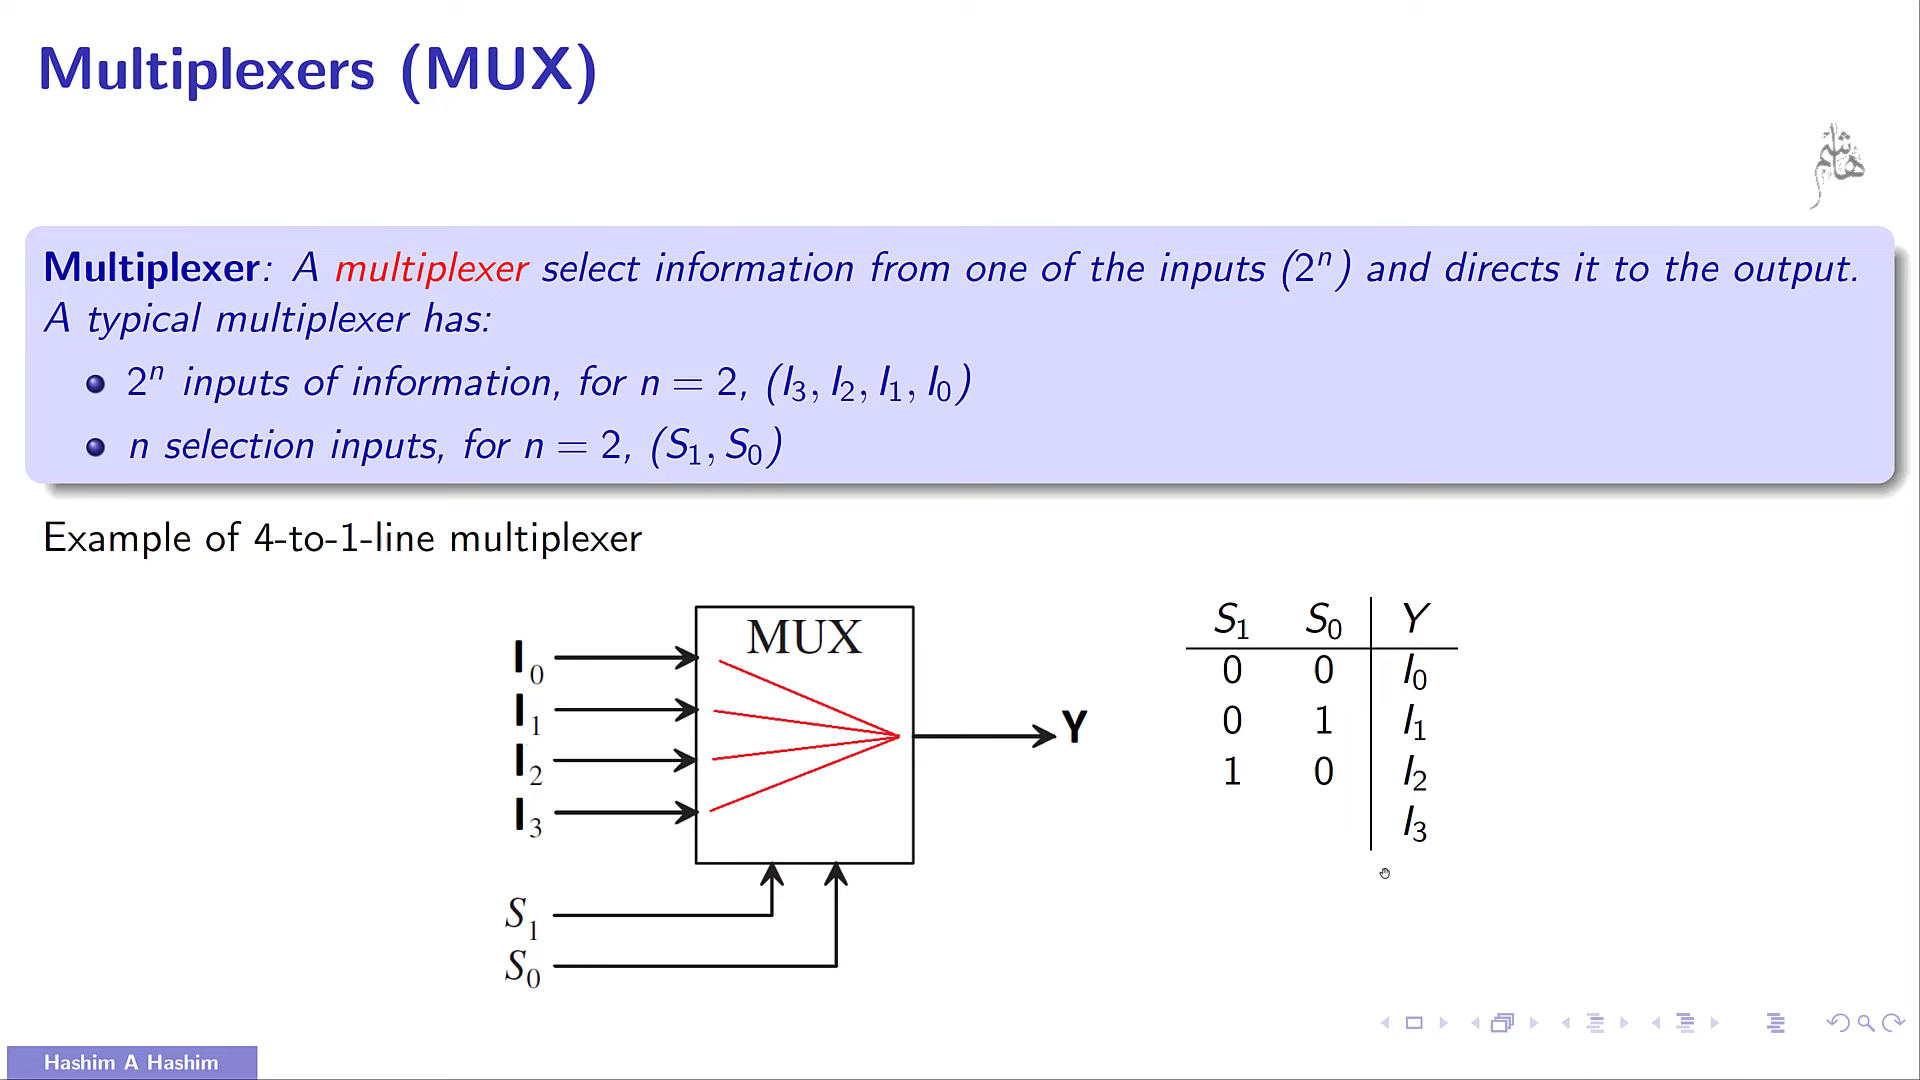 Multiplexers (MUX)
هاشم
Multiplexer: A multiplexer select information from one of the inputs (2ⁿ) and directs it to the output.
A typical multiplexer has:
2ⁿ inputs of information, for n = 2, (I₃, I₂, I₁, I₀)
n selection inputs, for n = 2, (S₁, S₀)
Example of 4-to-1-line multiplexer
MUX
I₀
I₁
I₂
I₃
S₁
S₀
Y
S₁ S₀ Y
0 0 I₀
0 1 I₁
1 0 I₂
I₃
Hashim A Hashim